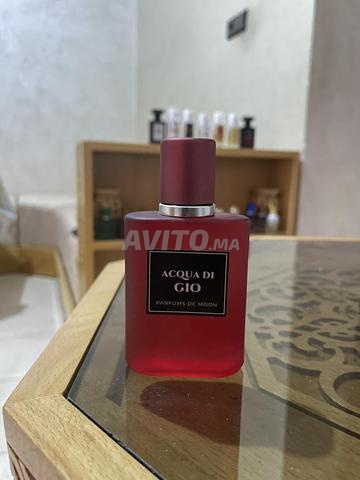 AVITO.MA
ACQUA DI
GIO
PARFUMS DE MOON